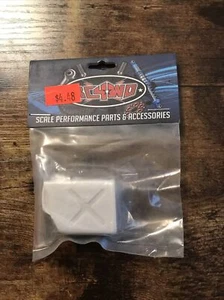 RC4WD
$6.48
SCALE PERFORMANCE PARTS & ACCESSORIES